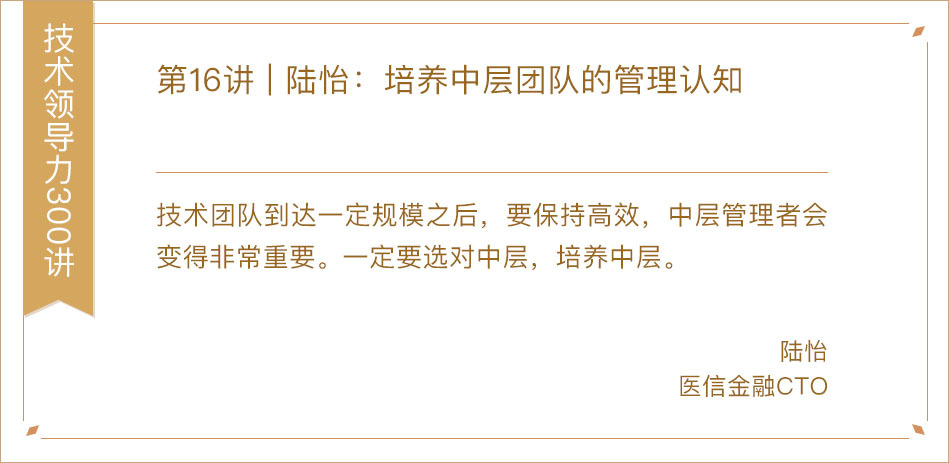 技术领导力300讲
第16讲 | 陆怡：培养中层团队的管理认知
技术团队到达一定规模之后，要保持高效，中层管理者会
变得非常重要。一定要选对中层，培养中层。
陆怡
医信金融CTO